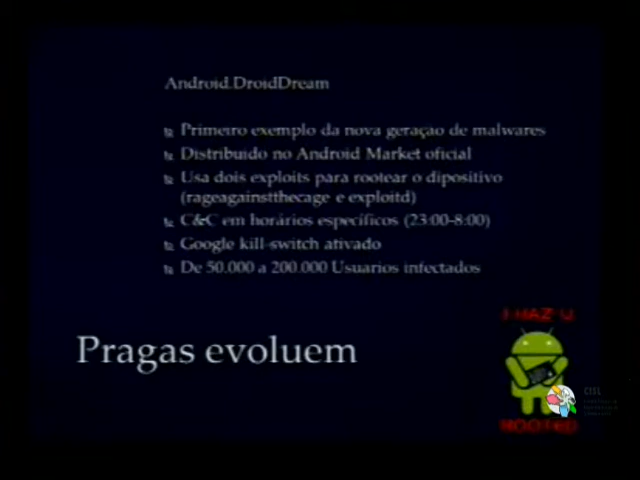 Android.DroidDream
Primeiro exemplo da nova geração de malwares
Distribuido no Android Market oficial
Usa dois exploits para rootear o dipositivo
(rageagainstthecage e exploitd)
C&C em horários específicos (23:00-8:00)
Google kill-switch ativado
De 50.000 a 200.000 Usuarios infectados
Pragas evoluem
I HAZ U
ROOTED